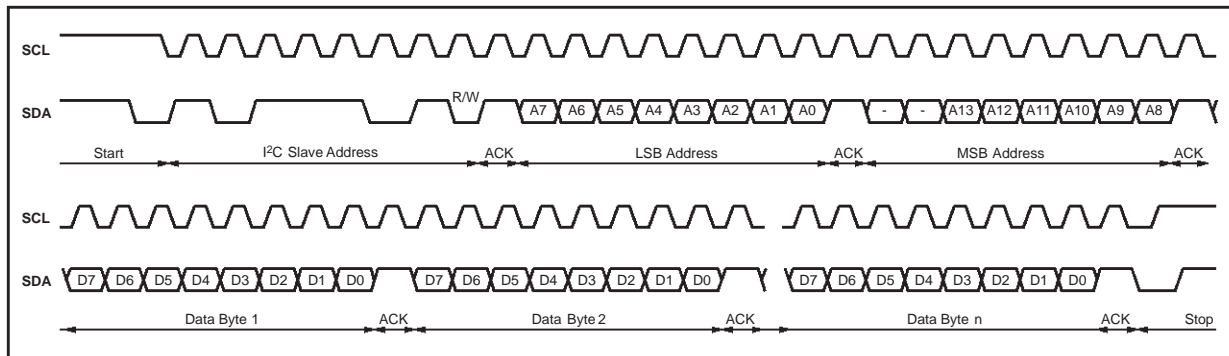 SCL
R/W
SDA A7 A6 A5 A4 A3 A2 A1 A0 - - A13 A12 A11 A10 A9 A8
Start I²C Slave Address ACK LSB Address ACK MSB Address ACK
SCL
SDA D7 D6 D5 D4 D3 D2 D1 D0 D7 D6 D5 D4 D3 D2 D1 D0 D7 D6 D5 D4 D3 D2 D1 D0
Data Byte 1 ACK Data Byte 2 ACK Data Byte n ACK Stop